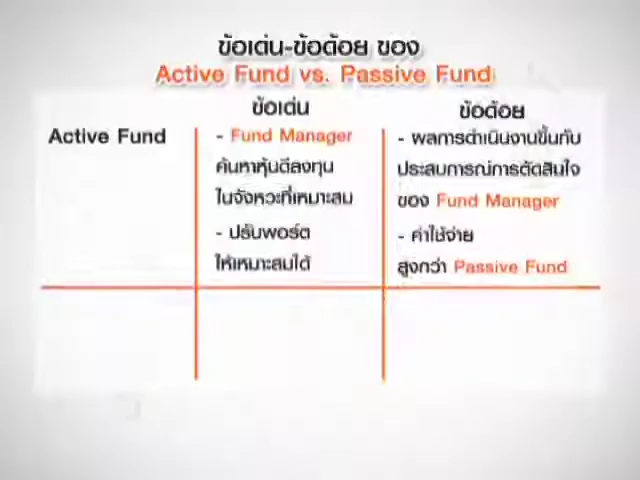 ข้อเด่น-ข้อด้อย ของ
Active Fund vs. Passive Fund
ข้อเด่น
ข้อด้อย
Active Fund
- Fund Manager
ค้นหาหุ้นดีลงทุน
ในจังหวะที่เหมาะสม
- ปรับพอร์ต
ให้เหมาะสมได้
- ผลการดำเนินงานขึ้นกับ
ประสบการณ์การตัดสินใจ
ของ Fund Manager
- ค่าใช้จ่าย
สูงกว่า Passive Fund